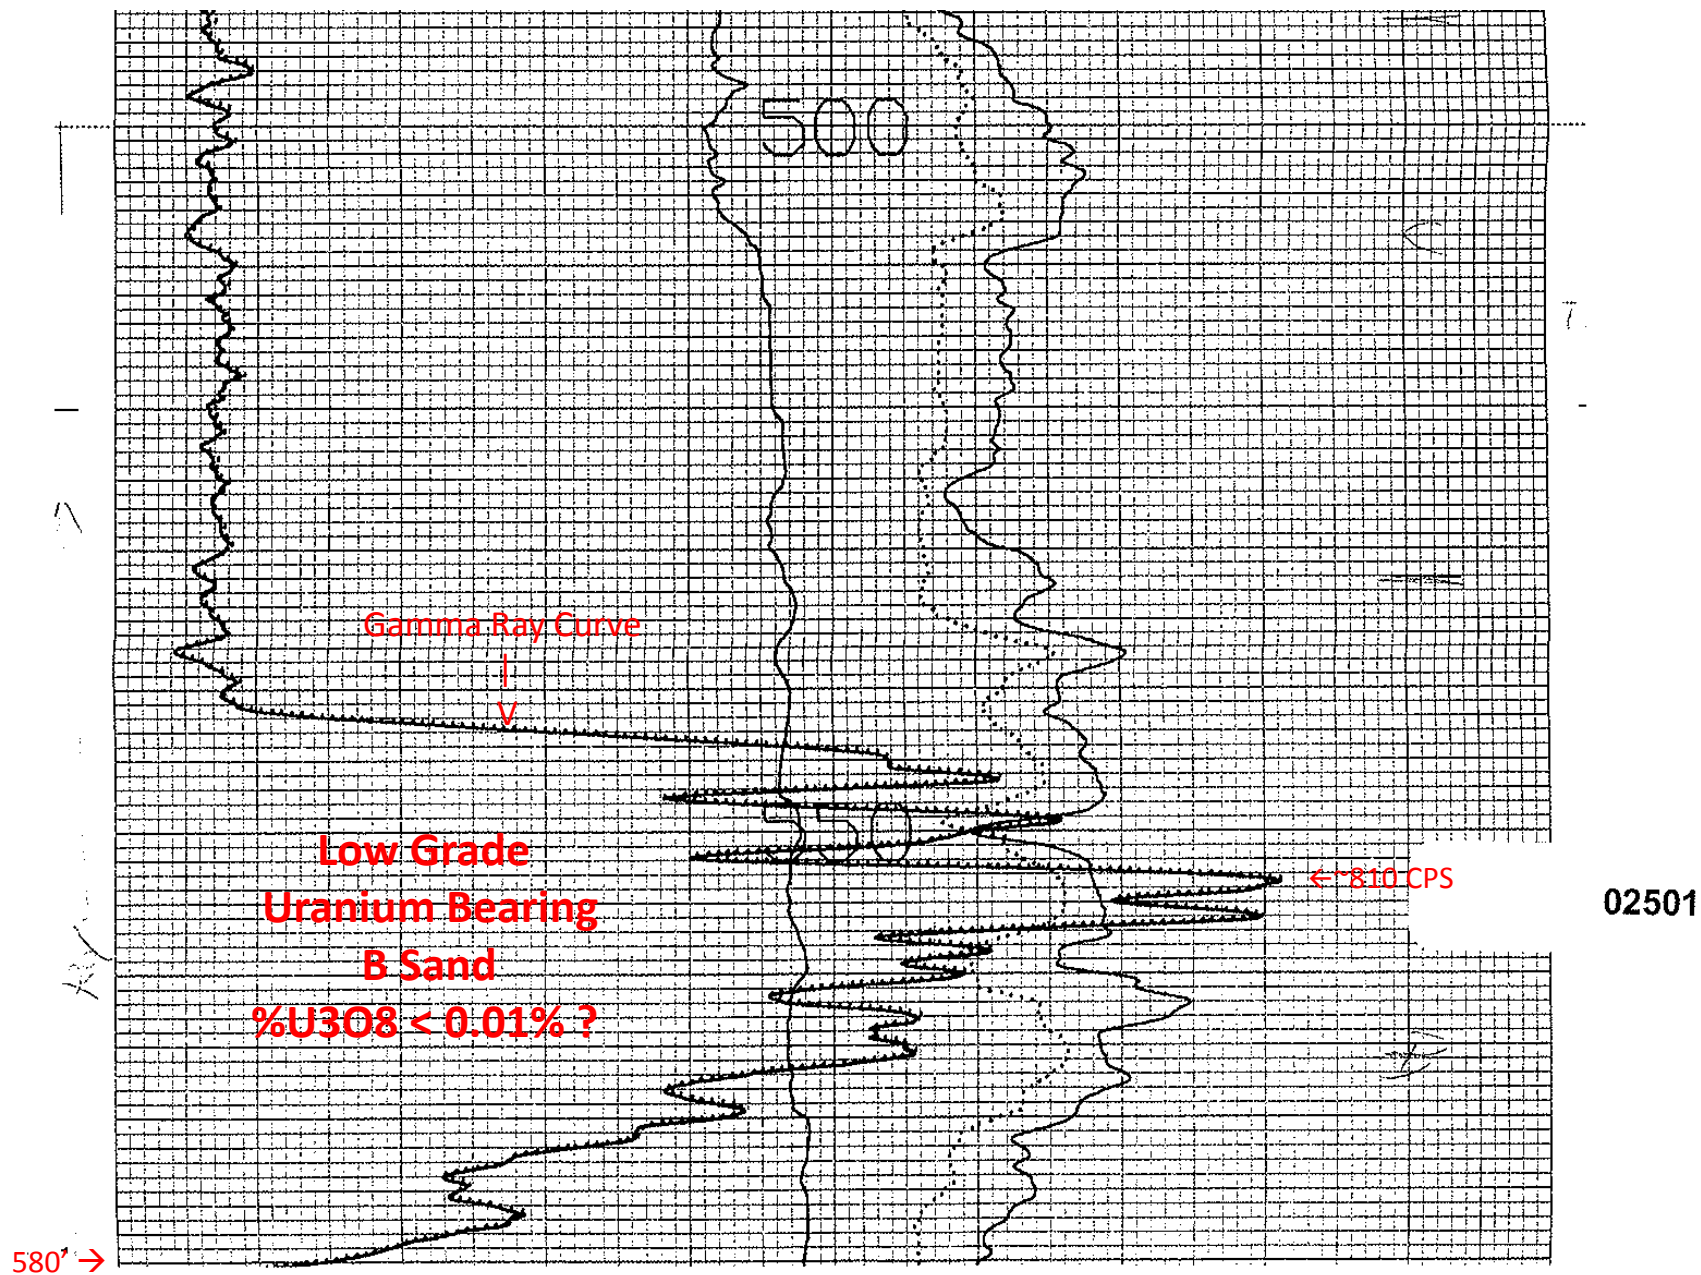 500
Gamma Ray Curve
|
V
550
Low Grade
Uranium Bearing
B Sand
%U3O8 < 0.01% ?
←~810 CPS
02501
580’ →